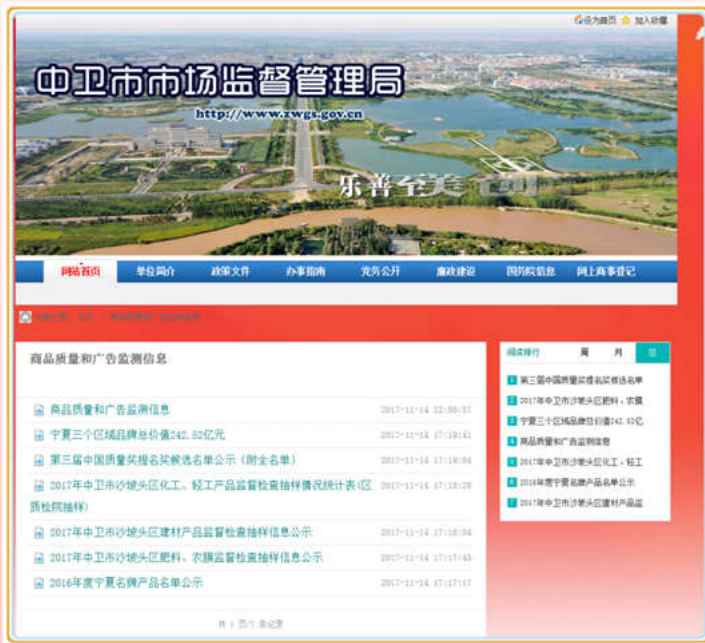 设为首页 加入收藏
中卫市市场监督管理局
http://www.zwgs.gov.cn
乐善至美
网站首页 单位简介 政策文件 办事指南 党务公开 廉政建设 国务院信息 网上商事登记
商品质量和广告监测信息
商品质量和广告监测信息 2017-11-14 22:50:37
宁夏三个区域品牌总价值242.52亿元 2017-11-14 17:19:41
第三届中国质量奖提名奖候选名单公示(附全名单) 2017-11-14 17:19:04
2017年中卫市沙坡头区化工、轻工产品监督检查抽样情况统计表(区 2017-11-14 17:18:28
质检院抽样)
2017年中卫市沙坡头区建材产品监督检查抽样信息公示 2017-11-14 17:18:04
2017年中卫市沙坡头区肥料、农膜监督检查抽样信息公示 2017-11-14 17:17:43
2016年度宁夏名牌产品名单公示 2017-11-14 17:17:17
共 1 页/7 条记录
阅读排行 周 月
1 第三届中国质量奖提名奖候选名单
2 2017年中卫市沙坡头区肥料、农膜
3 宁夏三个区域品牌总价值242.52亿
4 商品质量和广告监测信息
5 2017年中卫市沙坡头区化工、轻工
6 2016年度宁夏名牌产品名单公示
7 2017年中卫市沙坡头区建材产品监